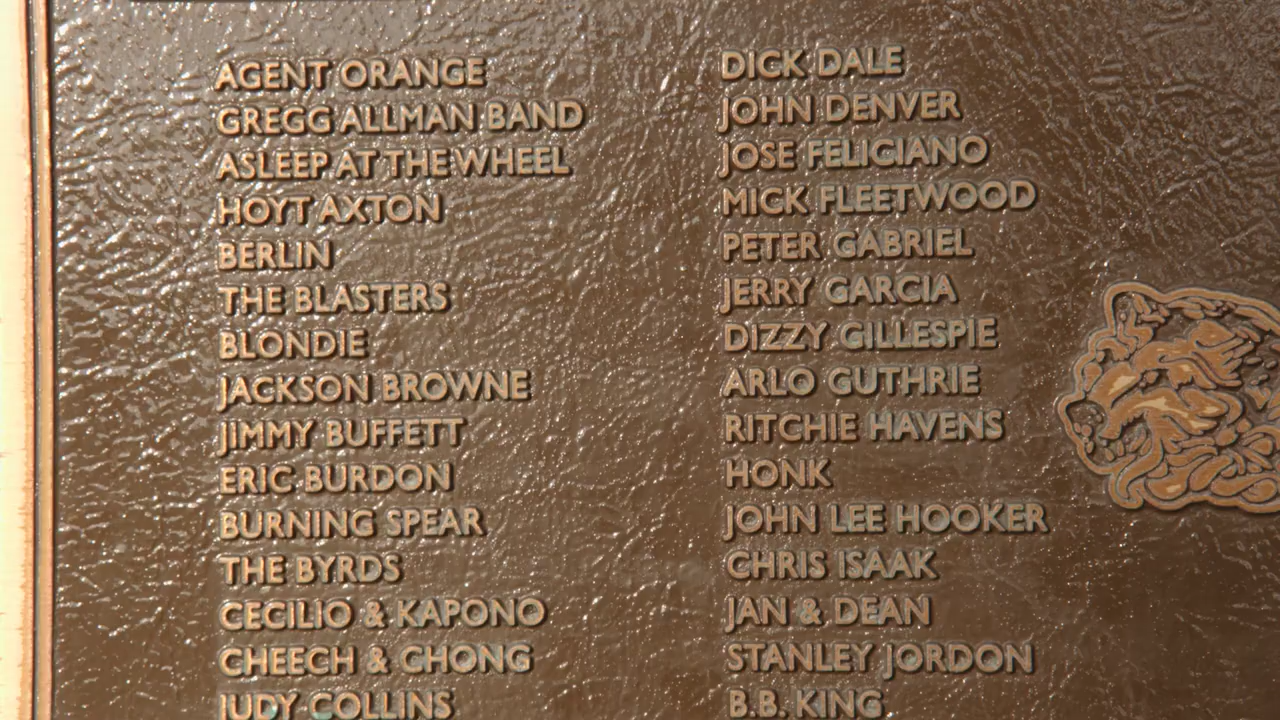 AGENT ORANGE
GREGG ALLMAN BAND
ASLEEP AT THE WHEEL
HOYT AXTON
BERLIN
THE BLASTERS
BLONDIE
JACKSON BROWNE
JIMMY BUFFETT
ERIC BURDON
BURNING SPEAR
THE BYRDS
CECILIO & KAPONO
CHEECH & CHONG
JUDY COLLINS
DICK DALE
JOHN DENVER
JOSE FELICIANO
MICK FLEETWOOD
PETER GABRIEL
JERRY GARCIA
DIZZY GILLESPIE
ARLO GUTHRIE
RITCHIE HAVENS
HONK
JOHN LEE HOOKER
CHRIS ISAAK
JAN & DEAN
STANLEY JORDON
B.B. KING